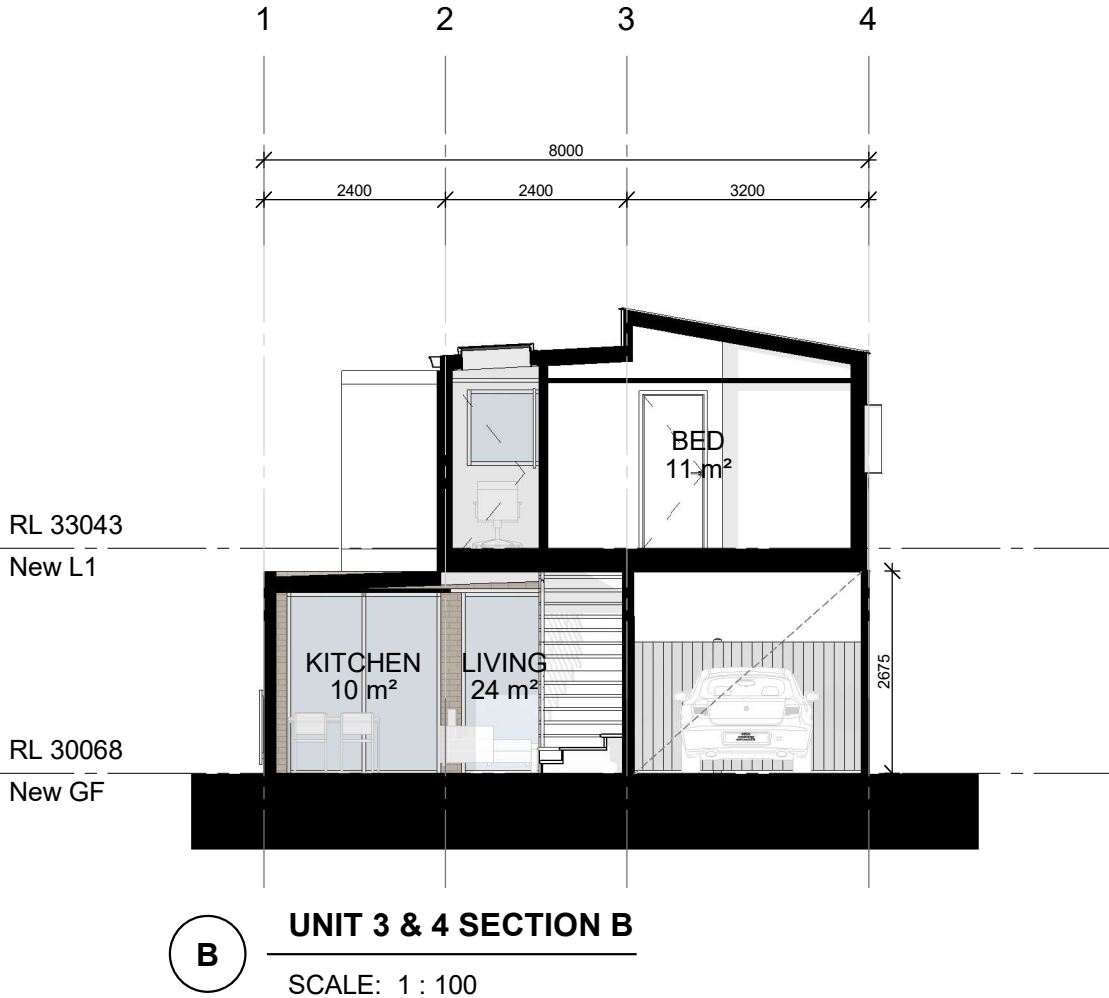 1 2 3 4
8000
2400 2400 3200
BED
11 m²
RL 33043
New L1
2675
KITCHEN
10 m²
LIVING
24 m²
RL 30068
New GF
B
UNIT 3 & 4 SECTION B
SCALE: 1 : 100